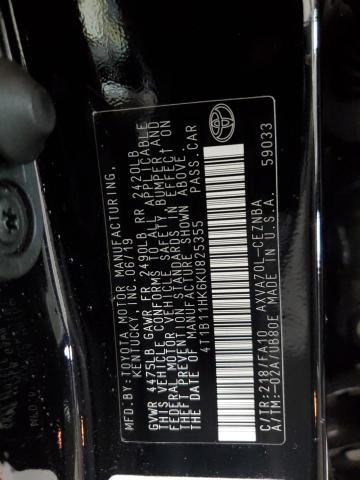 MFD.BY:TOYOTA MOTOR MANUFACTURING,
KENTUCKY, INC. 06/19
GVWR 4475LB GAWR FR 2490LB RR 2420LB
THIS VEHICLE CONFORMS TO ALL APPLICABLE
FEDERAL MOTOR VEHICLE SAFETY, BUMPER AND
THEFT PREVENTION STANDARDS IN EFFECT ON
THE DATE OF MANUFACTURE SHOWN ABOVE.
4T1B11HK6KU825355 PASS.CAR
C/TR:218/FA10 AXVA70L-CEZNBA
A/TM:-02A/UB80E MADE IN U.S.A. 59033